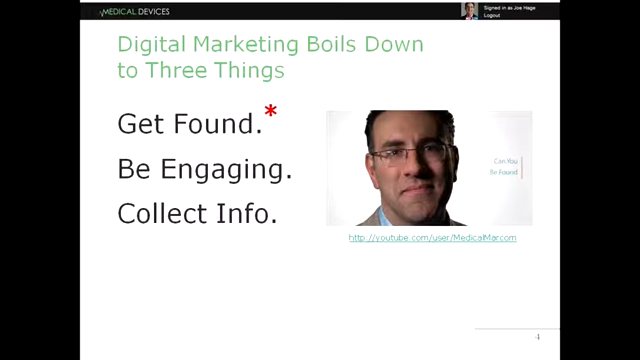 MEDICAL DEVICES
Signed in as Joe Hage
Logout
Digital Marketing Boils Down
to Three Things
Get Found.*
Be Engaging.
Collect Info.
Can You
Be Found
http://youtube.com/user/MedicalMarcom
4